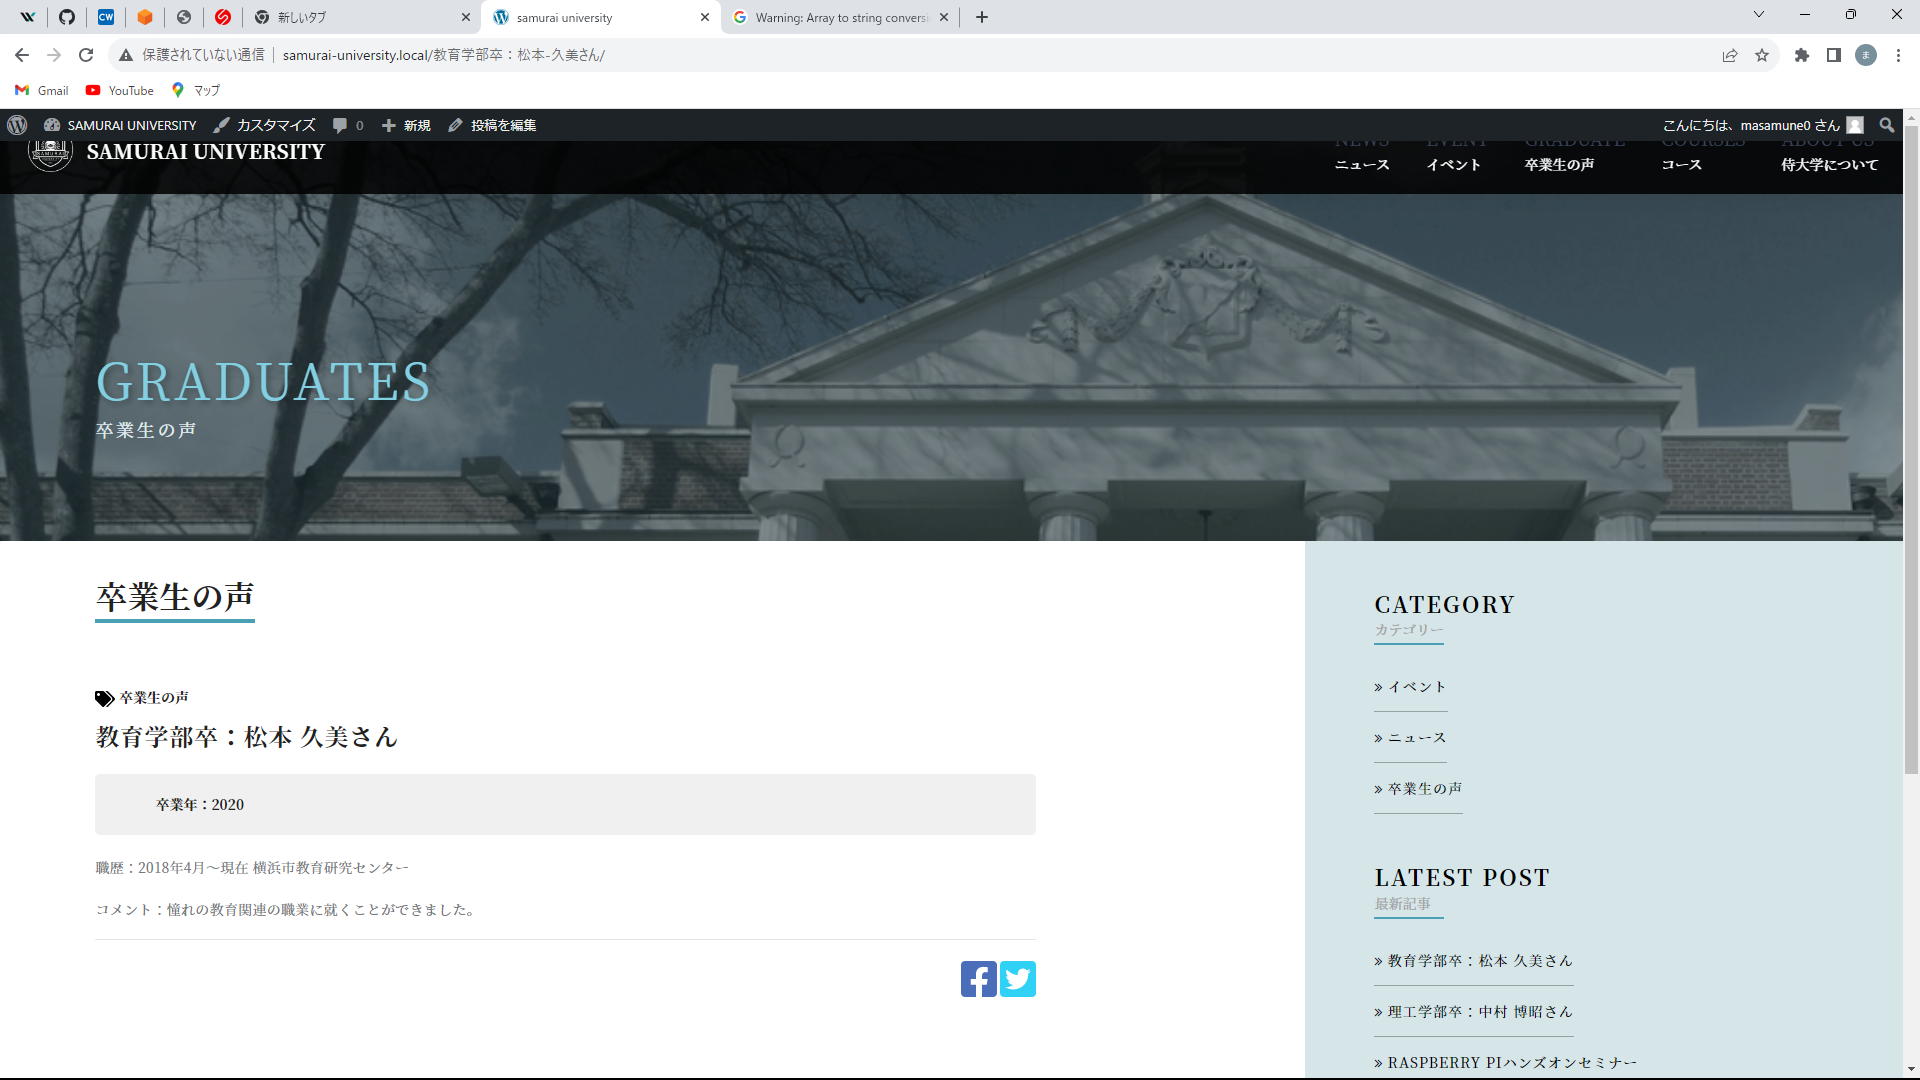 新しいタブ
samurai university
Warning: Array to string conversi
保護されていない通信
samurai-university.local/教育学部卒：松本-久美さん/
ま
Gmail
YouTube
マップ
SAMURAI UNIVERSITY
カスタマイズ
0
新規
投稿を編集
こんにちは、masamune0 さん
SAMURAI UNIVERSITY
NEWS
EVENT
GRADUATE
COURSES
ABOUT US
ニュース
イベント
卒業生の声
コース
侍大学について
GRADUATES
卒業生の声
卒業生の声
卒業生の声
教育学部卒：松本 久美さん
卒業年：2020
職歴：2018年4月〜現在 横浜市教育研究センター
コメント：憧れの教育関連の職業に就くことができました。
CATEGORY
カテゴリー
» イベント
» ニュース
» 卒業生の声
LATEST POST
最新記事
» 教育学部卒：松本 久美さん
» 理工学部卒：中村 博昭さん
» RASPBERRY PIハンズオンセミナー